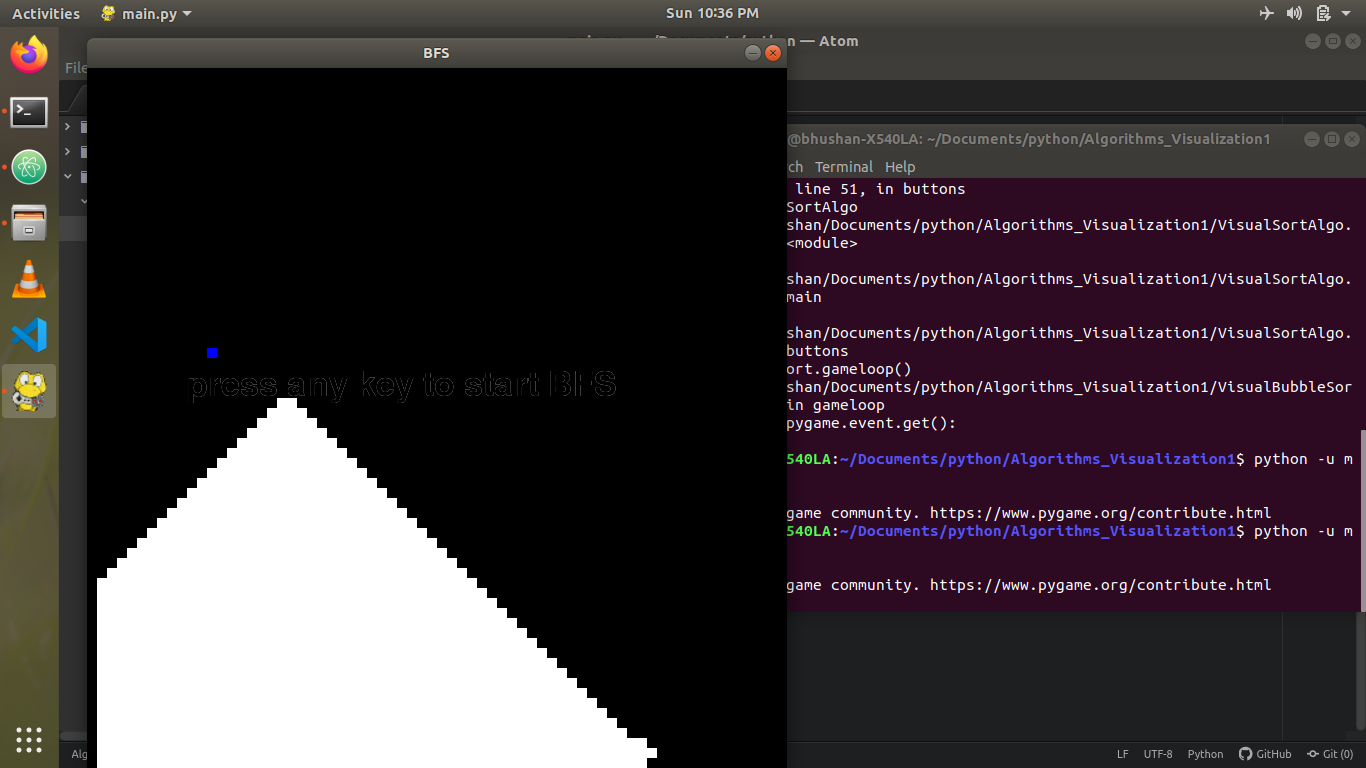 Activities
main.py
Sun 10:36 PM
— Atom
BFS
File
@bhushan-X540LA: ~/Documents/python/Algorithms_Visualization1
Terminal Help
line 51, in buttons
SortAlgo
shan/Documents/python/Algorithms_Visualization1/VisualSortAlgo.
<module>
shan/Documents/python/Algorithms_Visualization1/VisualSortAlgo.
main
shan/Documents/python/Algorithms_Visualization1/VisualSortAlgo.
buttons
ort.gameloop()
shan/Documents/python/Algorithms_Visualization1/VisualBubbleSor
in gameloop
pygame.event.get():
540LA:~/Documents/python/Algorithms_Visualization1$ python -u m
game community. https://www.pygame.org/contribute.html
540LA:~/Documents/python/Algorithms_Visualization1$ python -u m
game community. https://www.pygame.org/contribute.html
press any key to start BFS
Alg
LF UTF-8 Python GitHub Git (0)